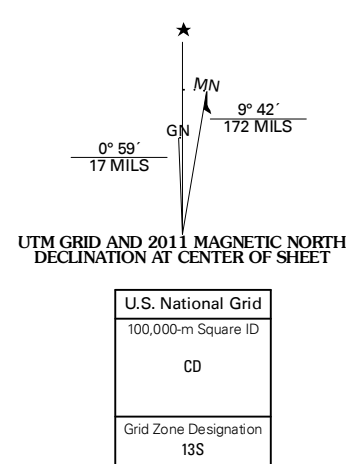 MN
9° 42´
172 MILS
GN
0° 59´
17 MILS
UTM GRID AND 2011 MAGNETIC NORTH
DECLINATION AT CENTER OF SHEET
U.S. National Grid
100,000-m Square ID
CD
Grid Zone Designation
13S